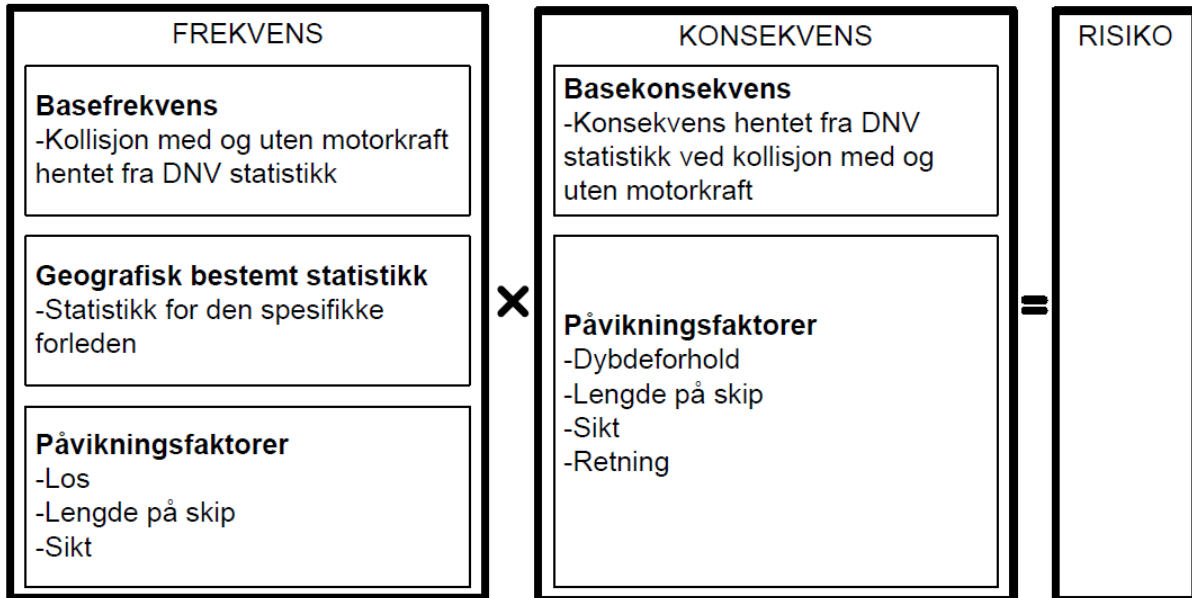 FREKVENS
Basefrekvens
-Kollisjon med og uten motorkraft
hentet fra DNV statistikk
Geografisk bestemt statistikk
-Statistikk for den spesifikke
forleden
Påvikningsfaktorer
-Los
-Lengde på skip
-Sikt
×
KONSEKVENS
Basekonsekvens
-Konsekvens hentet fra DNV
statistikk ved kollisjon med og
uten motorkraft
Påvikningsfaktorer
-Dybdeforhold
-Lengde på skip
-Sikt
-Retning
=
RISIKO